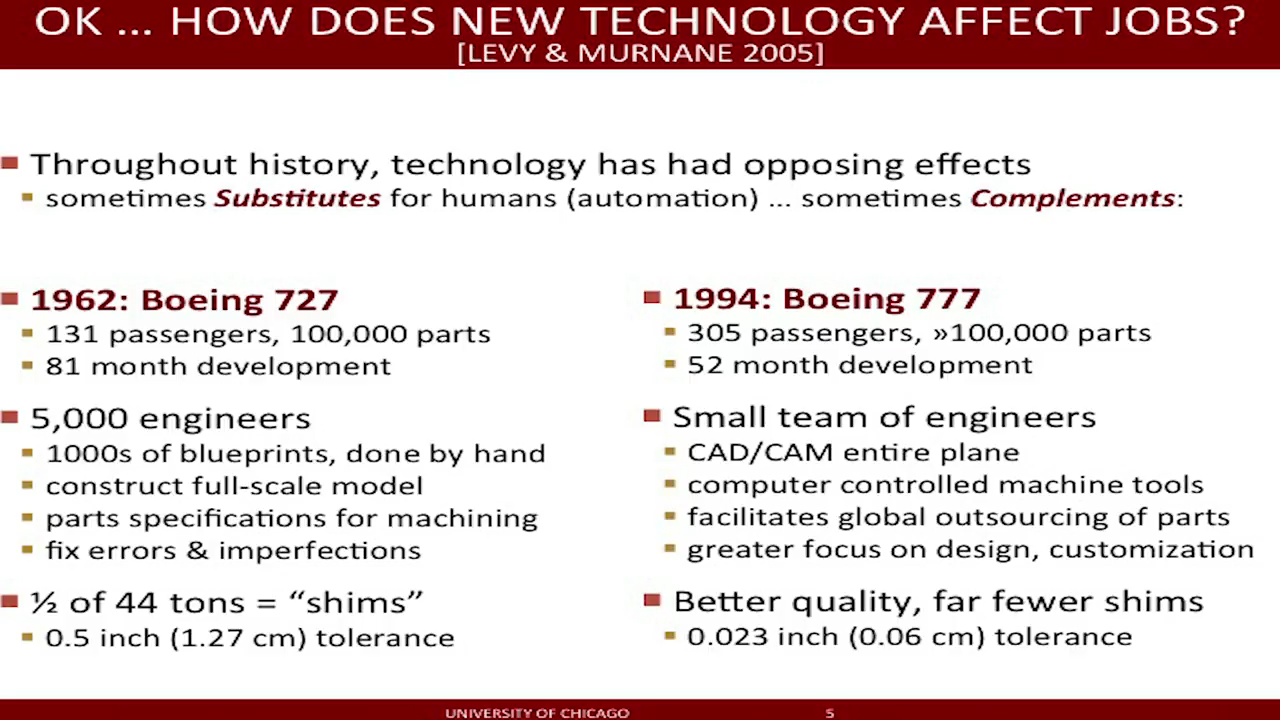 OK ... HOW DOES NEW TECHNOLOGY AFFECT JOBS?
[LEVY & MURNANE 2005]
Throughout history, technology has had opposing effects
sometimes Substitutes for humans (automation) ... sometimes Complements:
1962: Boeing 727
131 passengers, 100,000 parts
81 month development
5,000 engineers
1000s of blueprints, done by hand
construct full-scale model
parts specifications for machining
fix errors & imperfections
½ of 44 tons = “shims”
0.5 inch (1.27 cm) tolerance
1994: Boeing 777
305 passengers, »100,000 parts
52 month development
Small team of engineers
CAD/CAM entire plane
computer controlled machine tools
facilitates global outsourcing of parts
greater focus on design, customization
Better quality, far fewer shims
0.023 inch (0.06 cm) tolerance
UNIVERSITY OF CHICAGO 5